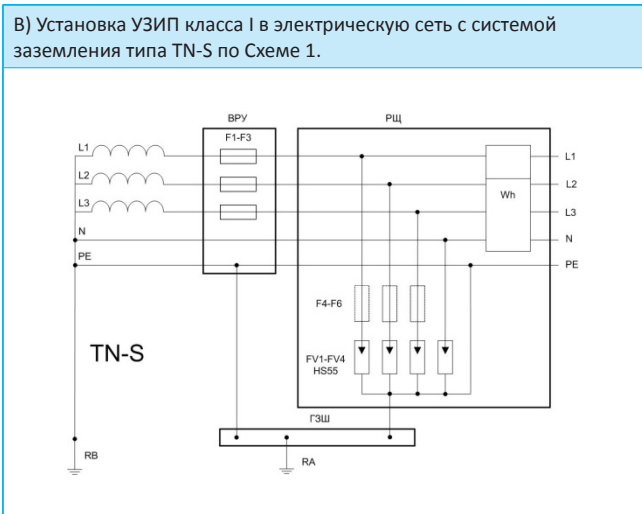 В) Установка УЗИП класса I в электрическую сеть с системой
заземления типа TN-S по Схеме 1.
ВРУ
РЩ
F1-F3
L1
L1
L2
Wh
L2
L3
L3
N
N
PE
PE
F4-F6
TN-S
FV1-FV4
HS55
ГЗШ
RB
RA